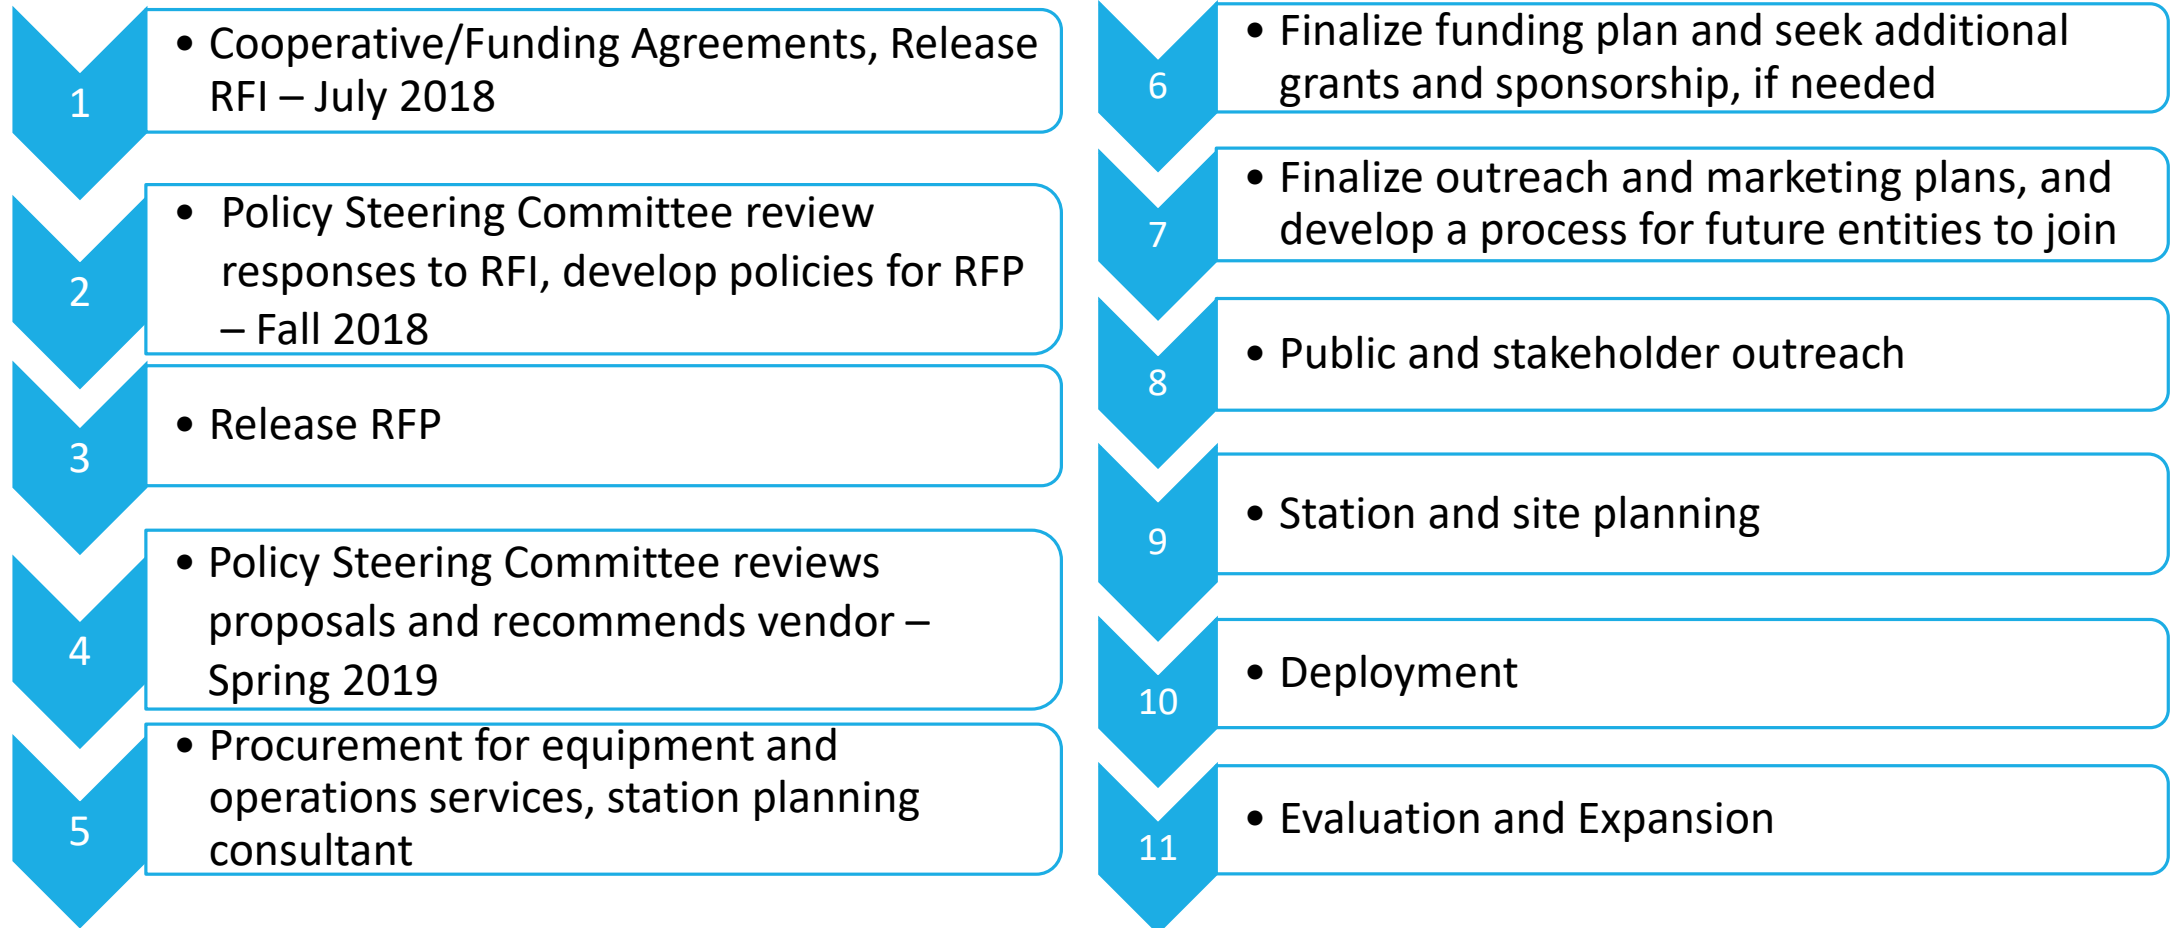 1
• Cooperative/Funding Agreements, Release
RFI – July 2018
2
• Policy Steering Committee review
responses to RFI, develop policies for RFP
– Fall 2018
3
• Release RFP
4
• Policy Steering Committee reviews
proposals and recommends vendor –
Spring 2019
5
• Procurement for equipment and
operations services, station planning
consultant
6
• Finalize funding plan and seek additional
grants and sponsorship, if needed
7
• Finalize outreach and marketing plans, and
develop a process for future entities to join
8
• Public and stakeholder outreach
9
• Station and site planning
10
• Deployment
11
• Evaluation and Expansion